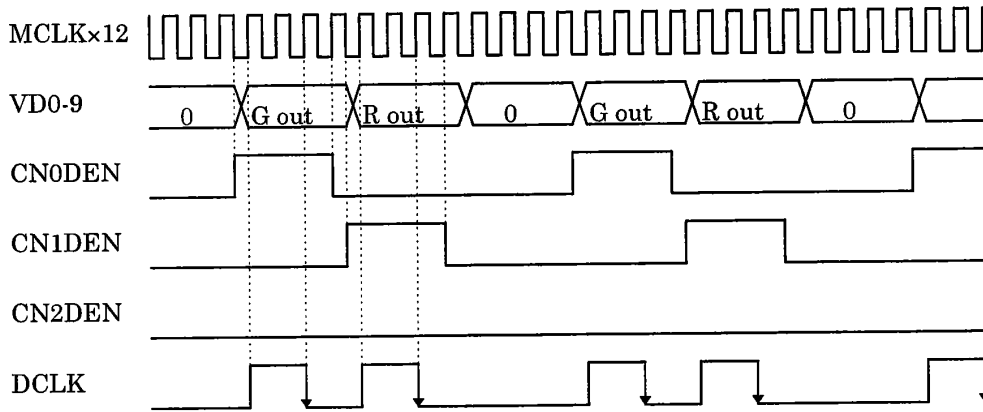 MCLK×12
VD0-9
0 G out R out 0 G out R out 0
CN0DEN
CN1DEN
CN2DEN
DCLK